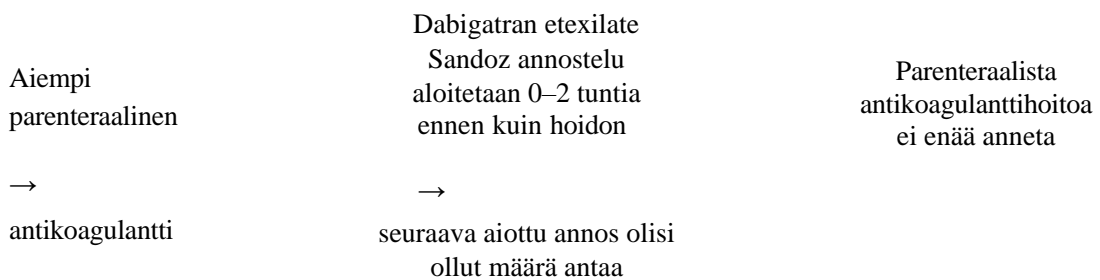 Aiempi
parenteraalinen
→
antikoagulantti
Dabigatran etexilate
Sandoz annostelu
aloitetaan 0–2 tuntia
ennen kuin hoidon
→
seuraava aiottu annos olisi
ollut määrä antaa
Parenteraalista
antikoagulanttihoitoa
ei enää anneta